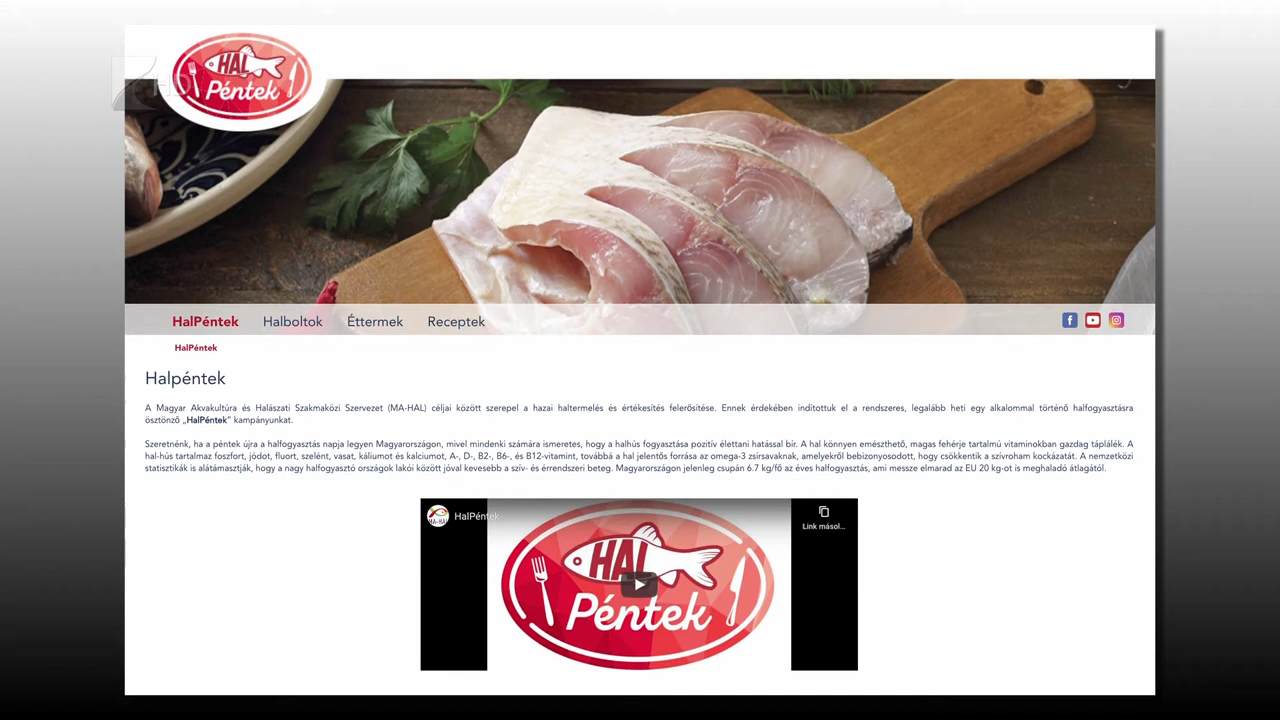 HAL
Péntek
HD
HalPéntek Halboltok Éttermek Receptek
HalPéntek
Halpéntek
A Magyar Akvakultúra és Halászati Szakmaközi Szervezet (MA-HAL) céljai között szerepel a hazai haltermelés és értékesítés felerősítése. Ennek érdekében indítottuk el a rendszeres, legalább heti egy alkalommal történő halfogyasztásra
ösztönző „HalPéntek” kampányunkat.
Szeretnénk, ha a péntek újra a halfogyasztás napja legyen Magyarországon, mivel mindenki számára ismeretes, hogy a halhús fogyasztása pozitív élettani hatással bír. A hal könnyen emészthető, magas fehérje tartalmú vitaminokban gazdag táplálék. A
hal-hús tartalmaz foszfort, jódot, fluort, szelént, vasat, káliumot és kalciumot, A-, D-, B2-, B6-, és B12-vitamint, továbbá a hal jelentős forrása az omega-3 zsírsavaknak, amelyekről bebizonyosodott, hogy csökkentik a szívroham kockázatát. A nemzetközi
statisztikák is alátámasztják, hogy a nagy halfogyasztó országok lakói között jóval kevesebb a szív- és érrendszeri beteg. Magyarországon jelenleg csupán 6.7 kg/fő az éves halfogyasztás, ami messze elmarad az EU 20 kg-ot is meghaladó átlagától.
MA-HAL HalPéntek
Link másol...
HAL
Péntek